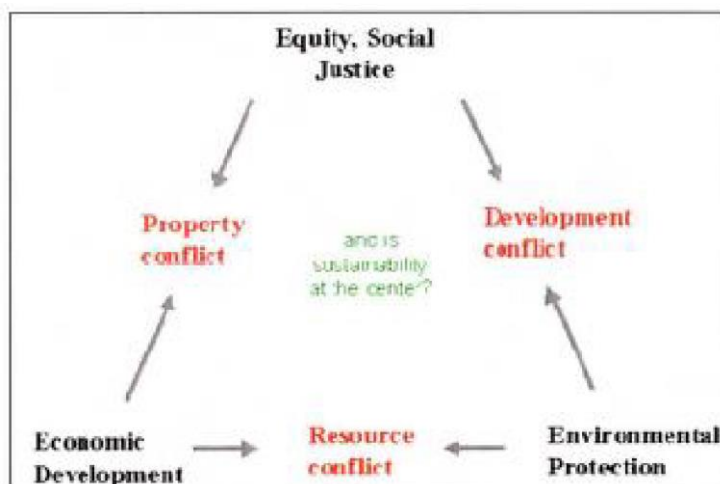 Equity, Social
Justice
Property
conflict
and is
sustainability
at the center?
Development
conflict
Economic
Development
Resource
conflict
Environmental
Protection